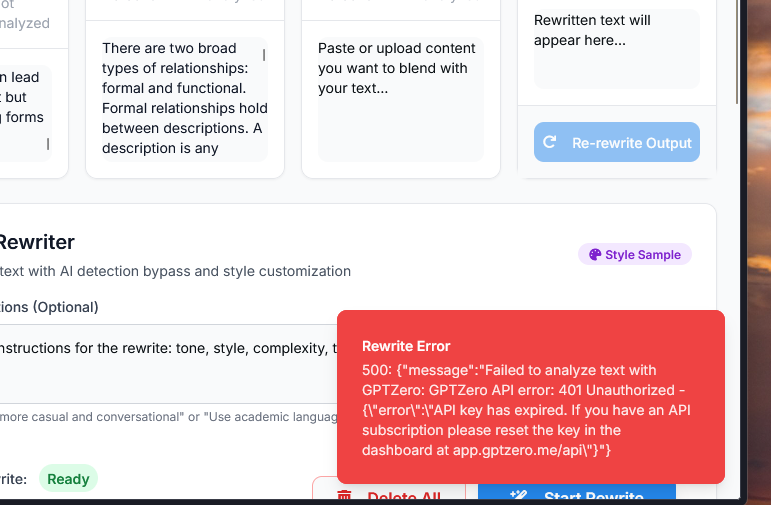 ot
nalyzed
n lead
t but
g forms
There are two broad
types of relationships:
formal and functional.
Formal relationships hold
between descriptions. A
description is any
Paste or upload content
you want to blend with
your text...
Rewritten text will
appear here...
Re-rewrite Output
Rewriter
Style Sample
text with AI detection bypass and style customization
tions (Optional)
nstructions for the rewrite: tone, style, complexity, t
more casual and conversational" or "Use academic languag
Rewrite Error
500: {"message":"Failed to analyze text with
GPTZero: GPTZero API error: 401 Unauthorized -
{\"error\":\"API key has expired. If you have an API
subscription please reset the key in the
dashboard at app.gptzero.me/api\"}"}
rite:
Ready
Delete All
Start Rewrite